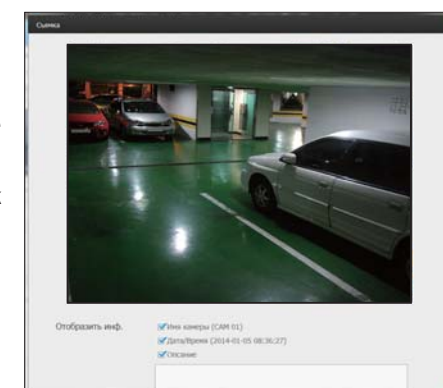 Съемка
Отобразить инф.
Имя камеры (CAM 01)
Дата/Время (2014-01-05 08:36:27)
Описание